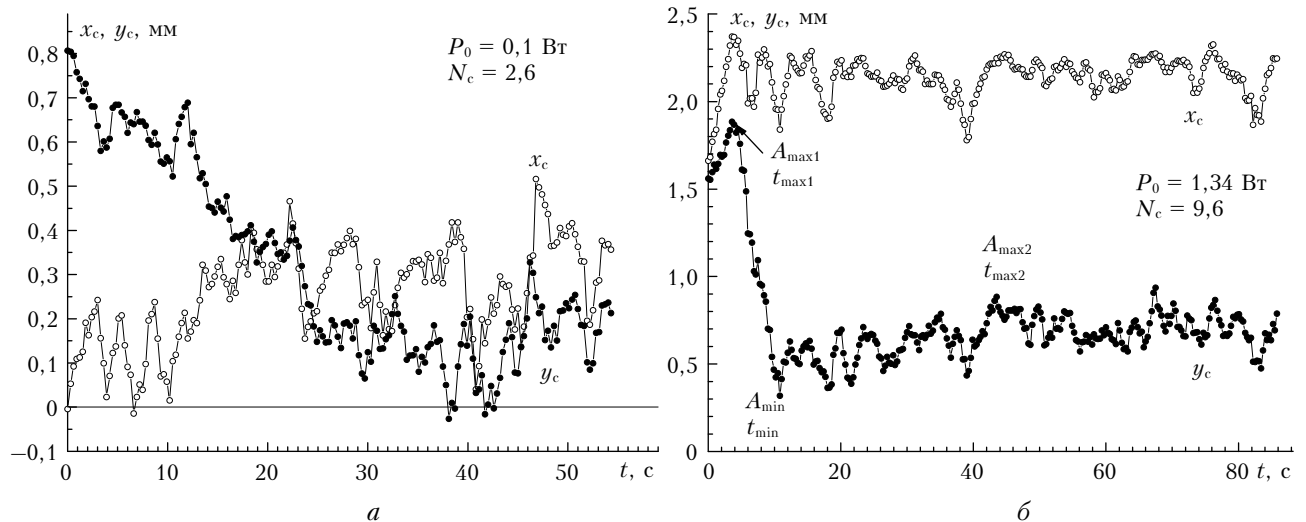 x_c, y_c, мм
P_0 = 0,1 Вт
N_c = 2,6
0,8
0,7
0,6
0,5
0,4
0,3
0,2
0,1
0
−0,1
x_c
y_c
0 10 20 30 40 50 t, с
а
x_c, y_c, мм
2,5
2,0
1,5
1,0
0,5
0
x_c
A_max1
t_max1
P_0 = 1,34 Вт
N_c = 9,6
A_max2
t_max2
A_min
t_min
y_c
0 20 40 60 80 t, с
б